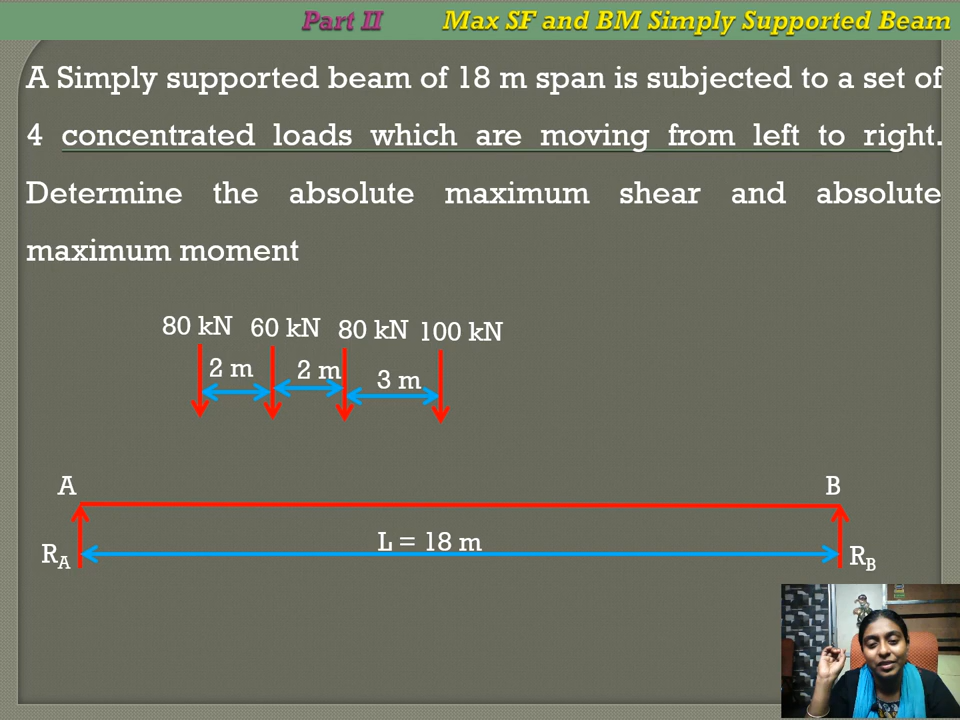 Part II Max SF and BM Simply Supported Beam
A Simply supported beam of 18 m span is subjected to a set of
4 concentrated loads which are moving from left to right.
Determine the absolute maximum shear and absolute
maximum moment
80 kN 60 kN 80 kN 100 kN
2 m 2 m 3 m
A B
L = 18 m
RA RB